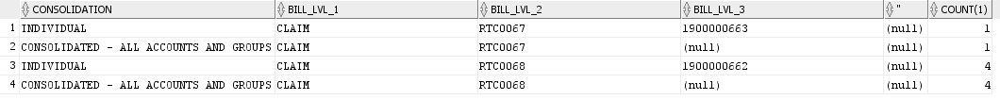 CONSOLIDATION BILL_LVL_1 BILL_LVL_2 BILL_LVL_3 " COUNT(1)
1 INDIVIDUAL CLAIM RTC0067 1900000663 (null) 1
2 CONSOLIDATED - ALL ACCOUNTS AND GROUPS CLAIM RTC0067 (null) (null) 1
3 INDIVIDUAL CLAIM RTC0068 1900000662 (null) 4
4 CONSOLIDATED - ALL ACCOUNTS AND GROUPS CLAIM RTC0068 (null) (null) 4